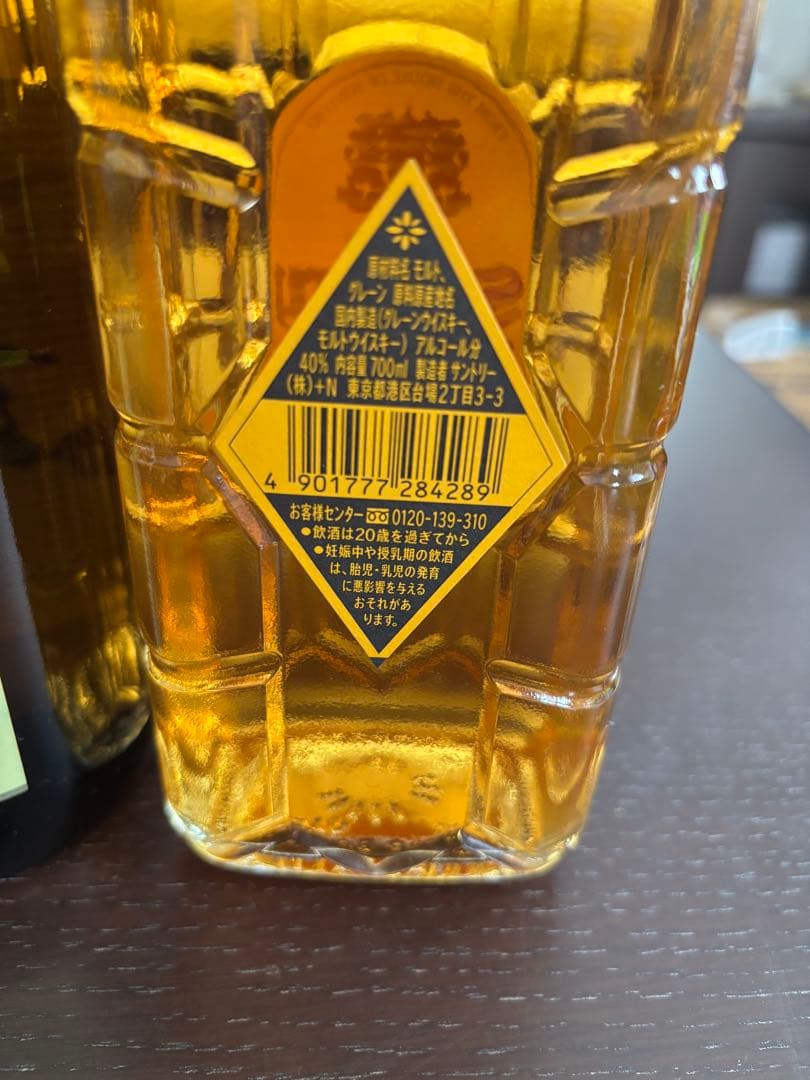 原材料名 モルト、
グレーン 原料原産地名
国内製造(グレーンウイスキー、
モルトウイスキー) アルコール分
40% 内容量 700ml 製造者 サントリー
(株)+N 東京都港区台場2丁目3-3
4 901777 284289
お客様センター 0120-139-310
●飲酒は20歳を過ぎてから
●妊娠中や授乳期の飲酒
は、胎児・乳児の発育
に悪影響を与える
おそれがあ
ります。